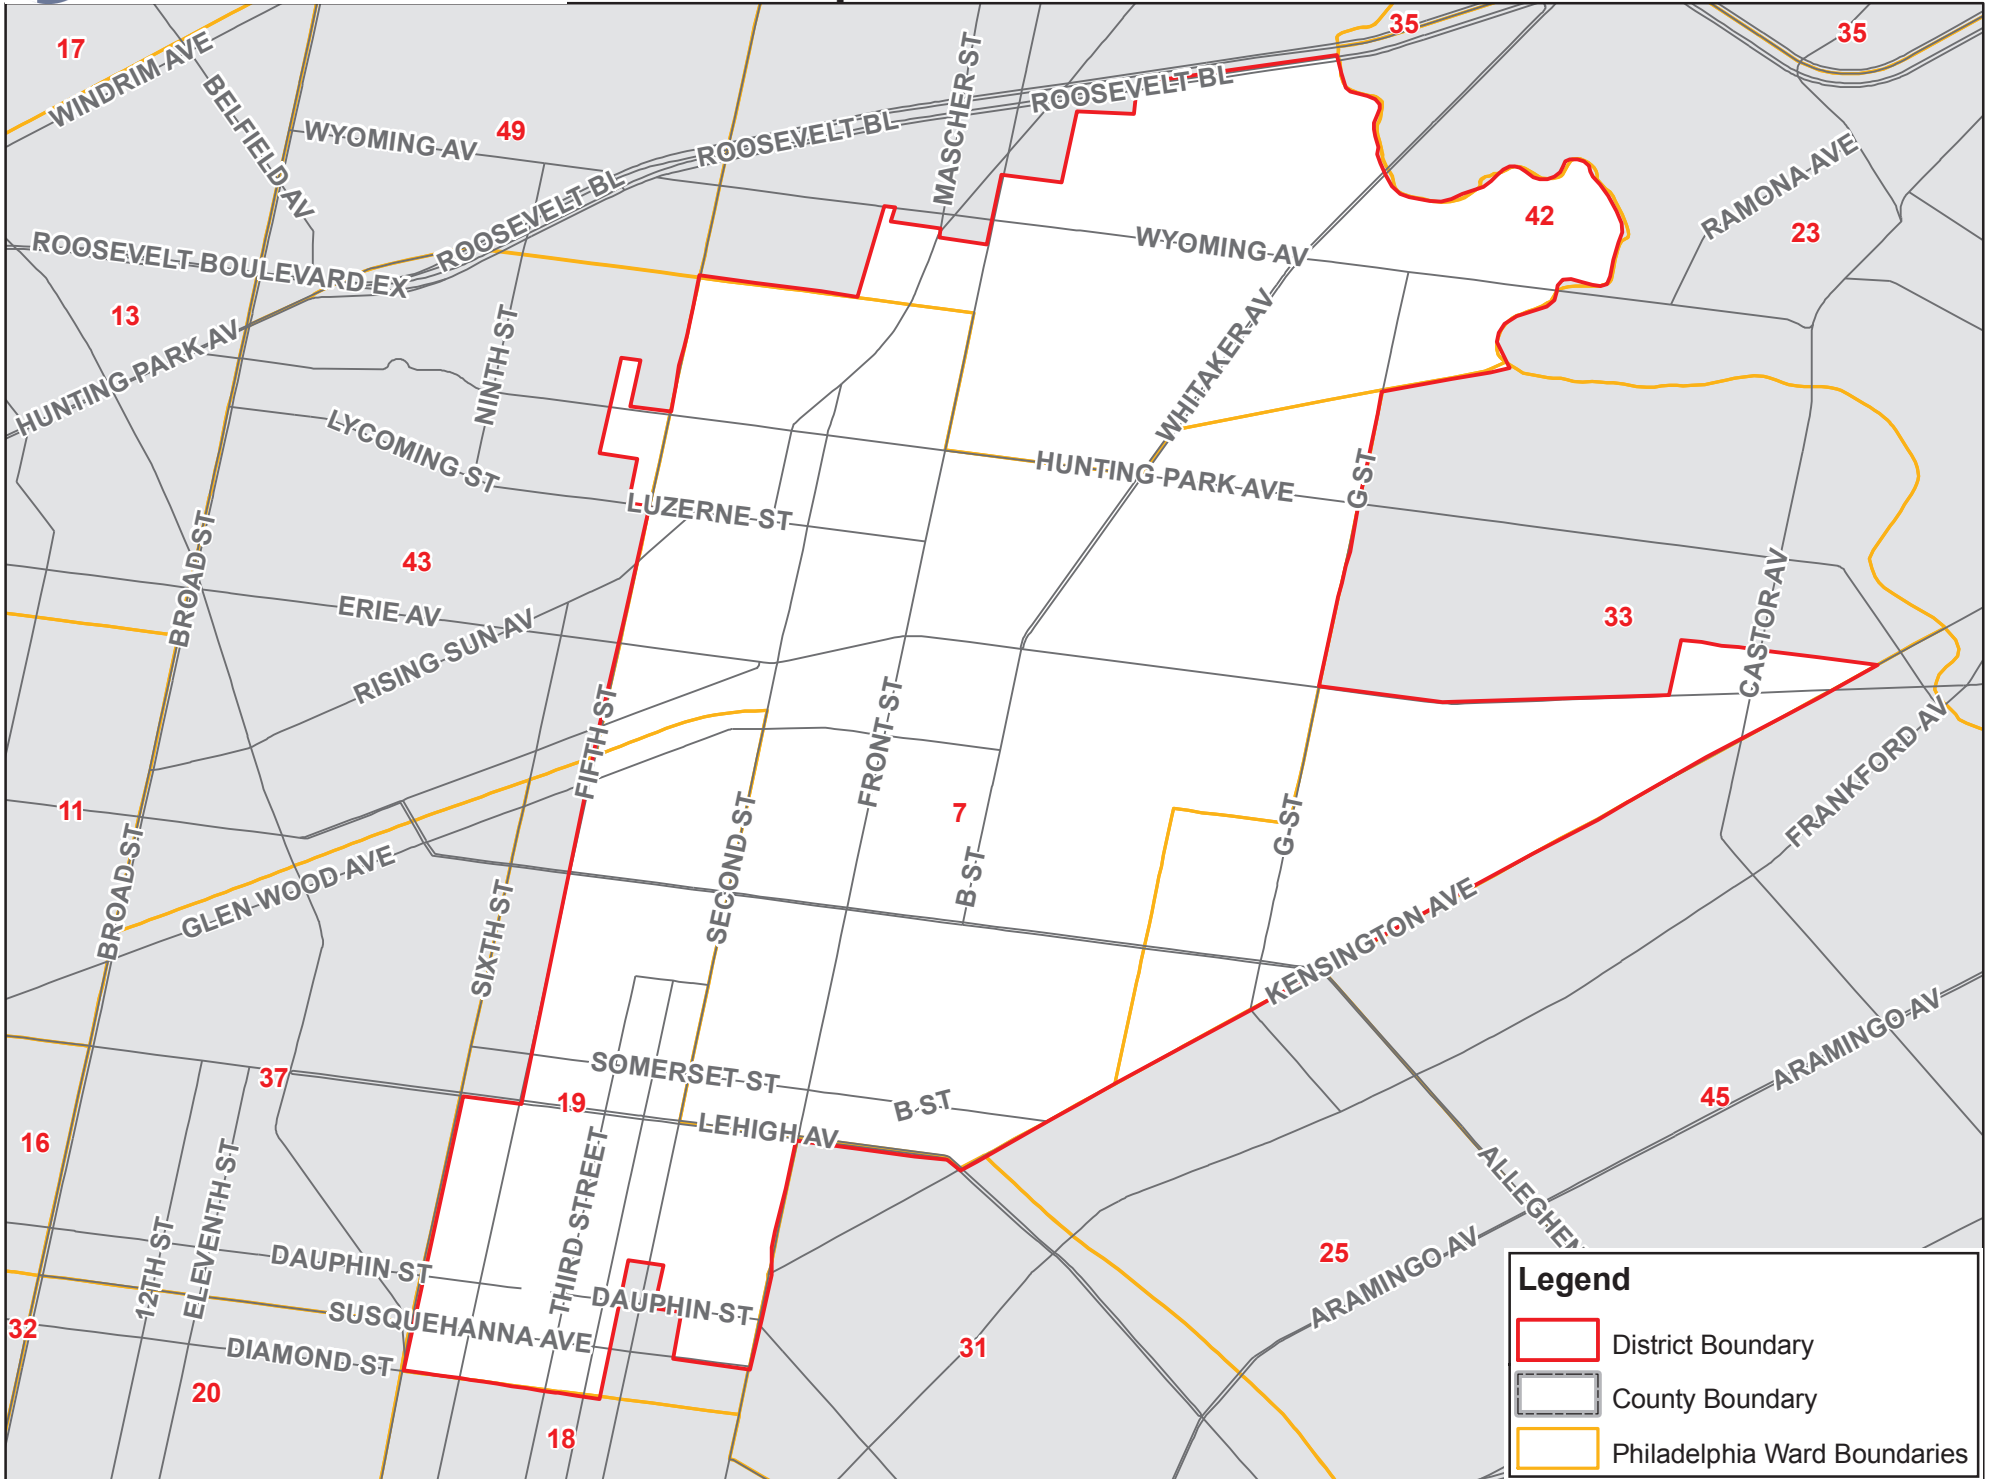 35
35
17
WINDRIM AVE
BELFIELD AV
MASCHER ST
ROOSEVELT BL
49
WYOMING AV
ROOSEVELT BL
RAMONA AVE
42
23
ROOSEVELT BOULEVARD EX
ROOSEVELT BL
WYOMING AV
13
HUNTING PARK AV
NINTH ST
WHITAKER AV
LYCOMING ST
HUNTING PARK AVE
G ST
LUZERNE ST
BROAD ST
43
ERIE AV
RISING SUN AV
33
CASTOR AV
FIFTH ST
FRONT ST
FRANKFORD AV
11
7
SECOND ST
G ST
B ST
BROAD ST
GLEN WOOD AVE
SIXTH ST
KENSINGTON AVE
ARAMINGO AV
37
SOMERSET ST
19
B ST
45
LEHIGH AV
16
THIRD STREET
ELEVENTH ST
12TH ST
ALLEGHEN
DAUPHIN ST
25
ARAMINGO AV
DAUPHIN ST
SUSQUEHANNA AVE
32
DIAMOND ST
31
20
18
Legend
District Boundary
County Boundary
Philadelphia Ward Boundaries